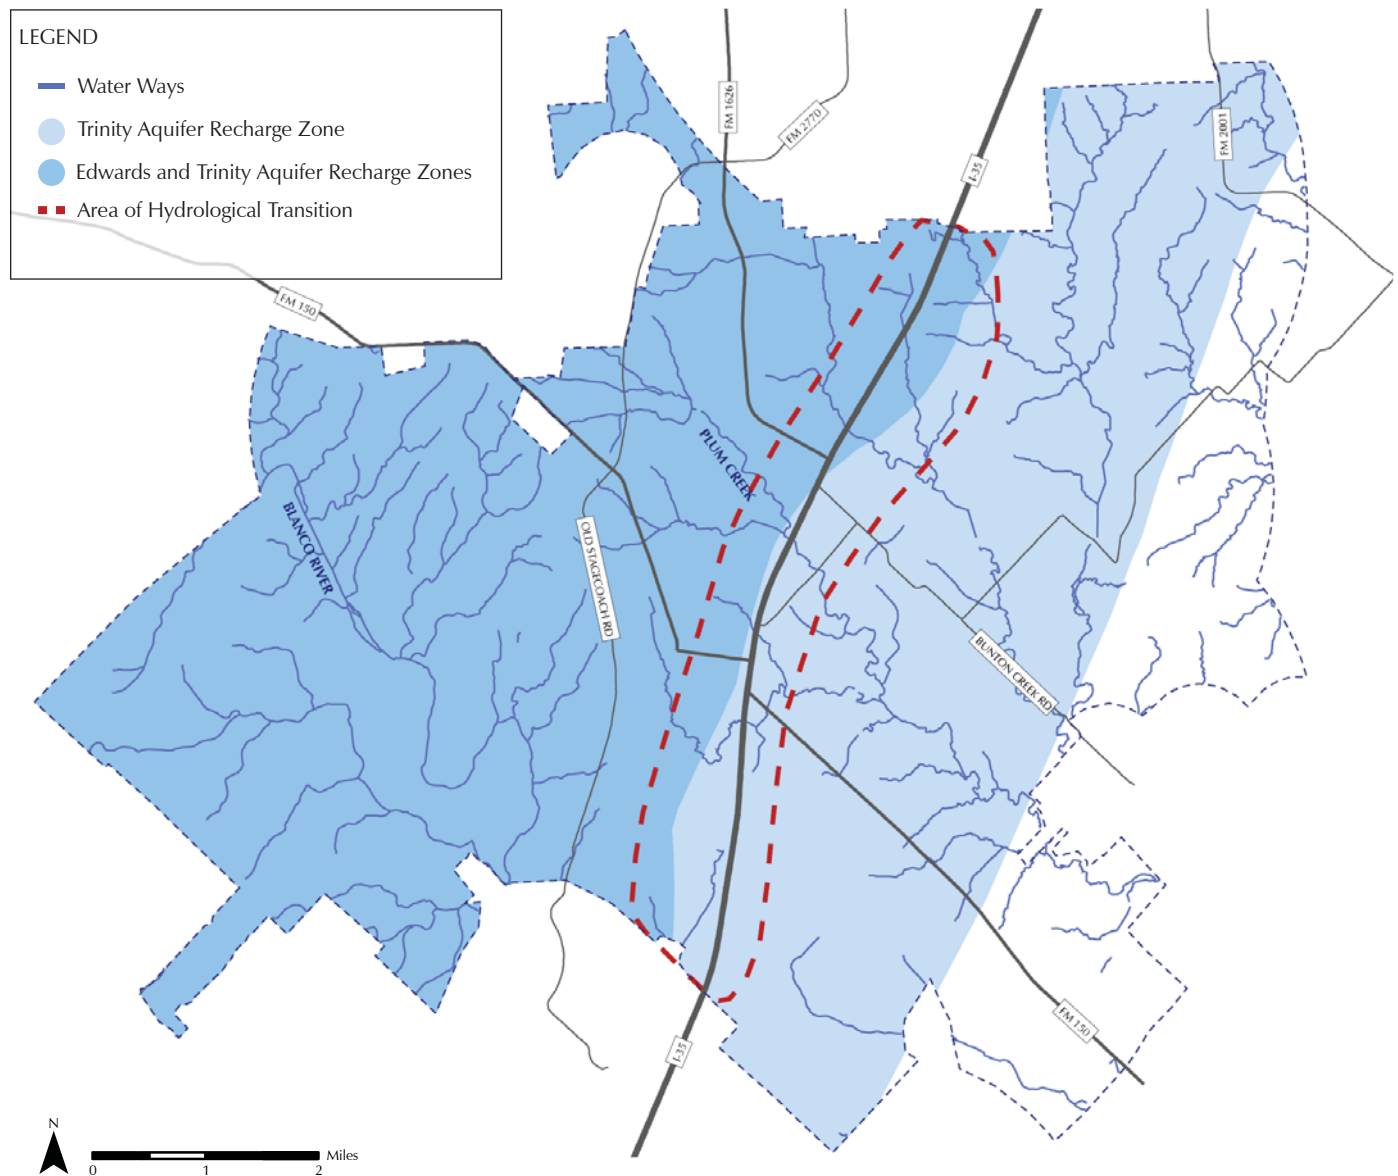 LEGEND
Water Ways
Trinity Aquifer Recharge Zone
Edwards and Trinity Aquifer Recharge Zones
Area of Hydrological Transition
FM 1626
FM 2770
I-35
FM 2001
FM 150
PLUM CREEK
BLANCO RIVER
OLD STAGECOACH RD
BUNTON CREEK RD
FM 150
I-35
N
Miles
0 1 2